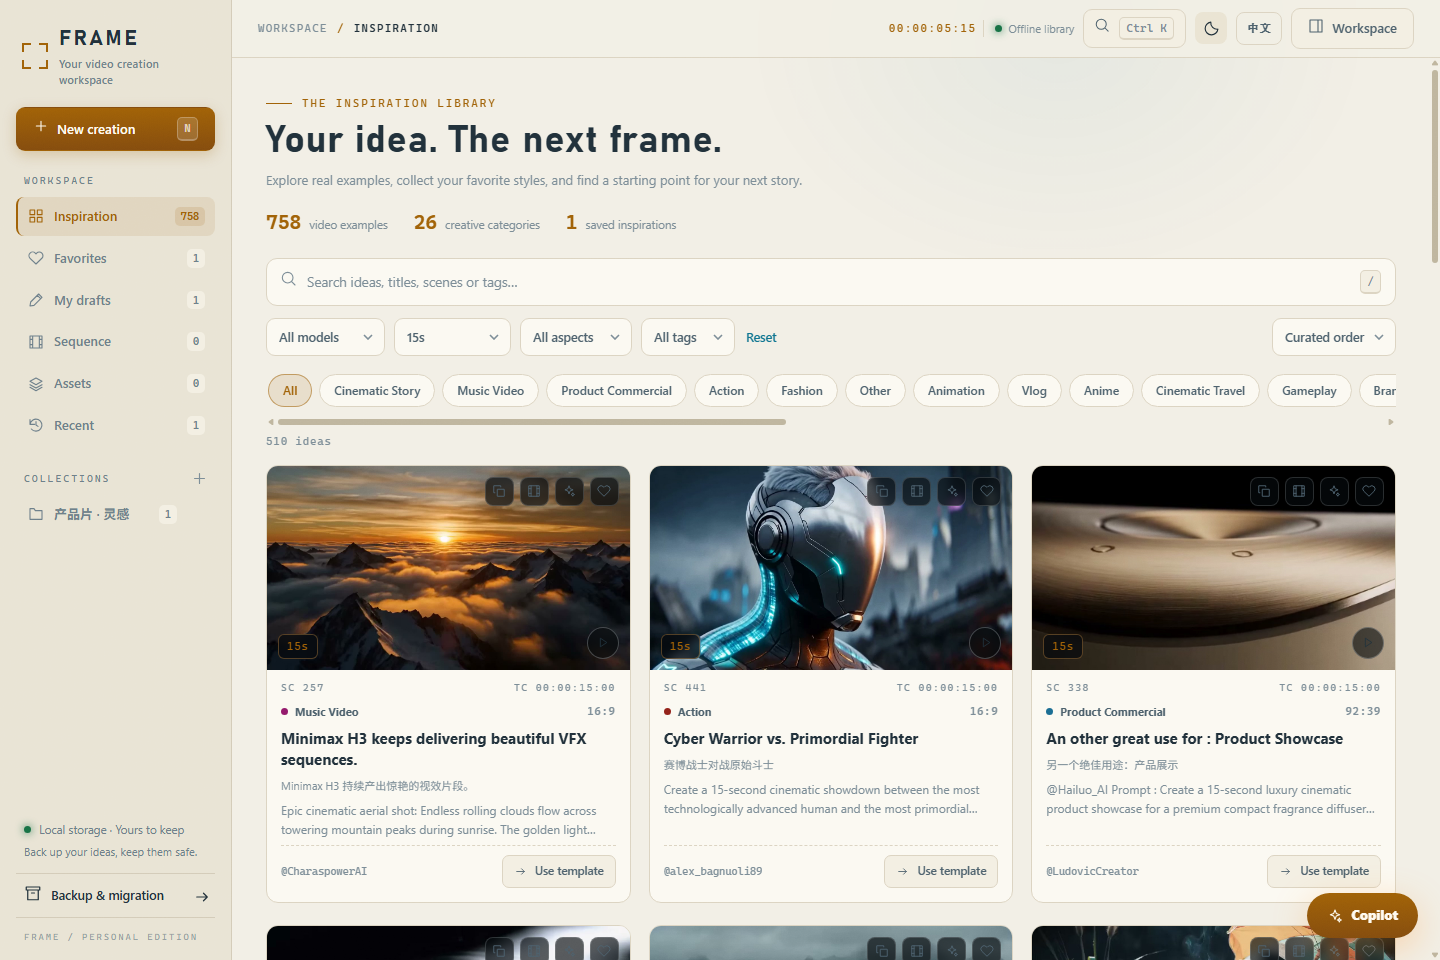 FRAME
Your video creation
workspace
New creation
N
WORKSPACE
Inspiration 758
Favorites 1
My drafts 1
Sequence 0
Assets 0
Recent 1
COLLECTIONS
产品片 · 灵感 1
Local storage · Yours to keep
Back up your ideas, keep them safe.
Backup & migration
FRAME / PERSONAL EDITION
WORKSPACE / INSPIRATION
00:00:05:15
Offline library
Ctrl K
中文
Workspace
THE INSPIRATION LIBRARY
Your idea. The next frame.
Explore real examples, collect your favorite styles, and find a starting point for your next story.
758 video examples 26 creative categories 1 saved inspirations
Search ideas, titles, scenes or tags...
/
All models 15s All aspects All tags Reset Curated order
All Cinematic Story Music Video Product Commercial Action Fashion Other Animation Vlog Anime Cinematic Travel Gameplay Bran
510 ideas
15s
SC 257 TC 00:00:15:00
Music Video 16:9
Minimax H3 keeps delivering beautiful VFX
sequences.
Minimax H3 持续产出惊艳的视效片段。
Epic cinematic aerial shot: Endless rolling clouds flow across
towering mountain peaks during sunrise. The golden light...
@CharaspowerAI
Use template
15s
SC 441 TC 00:00:15:00
Action 16:9
Cyber Warrior vs. Primordial Fighter
赛博战士对战原始斗士
Create a 15-second cinematic showdown between the most
technologically advanced human and the most primordial...
@alex_bagnuoli89
Use template
15s
SC 338 TC 00:00:15:00
Product Commercial 92:39
An other great use for : Product Showcase
另一个绝佳用途：产品展示
@Hailuo_AI Prompt : Create a 15-second luxury cinematic
product showcase for a premium compact fragrance diffuser...
@LudovicCreator
Use template
Copilot